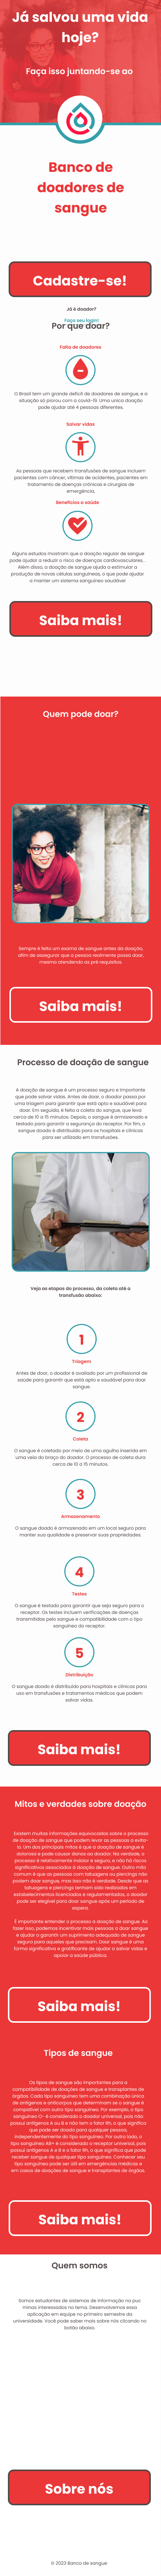 Já salvou uma vida
hoje?
Faça isso juntando-se ao
Banco de
doadores de
sangue
Cadastre-se!
Já é doador?
Faça seu login!
Por que doar?
Falta de doadores
O Brasil tem um grande déficit de doadores de sangue, e a
situação só piorou com a covid-19. Uma unica doação
pode ajudar até 4 pessoas diferentes.
Salvar vidas
As pessoas que recebem transfusões de sangue incluem
pacientes com câncer, vítimas de acidentes, pacientes em
tratamento de doenças crônicas e cirurgias de
emergência.
Benefícios a saúde
Alguns estudos mostram que a doação regular de sangue
pode ajudar a reduzir o risco de doenças cardiovasculares, .
Além disso, a doação de sangue ajuda a estimular a
produção de novas células sanguíneas, o que pode ajudar
a manter um sistema sanguíneo saudável
Saiba mais!
Quem pode doar?
Sempre é feito um exame de sangue antes da doação,
afim de assegurar que a pessoa realmente possa doar,
mesmo atendendo as pré requisitos.
Saiba mais!
Processo de doação de sangue
A doação de sangue é um processo seguro e importante
que pode salvar vidas. Antes de doar, o doador passa por
uma triagem para garantir que está apto e saudável para
doar. Em seguida, é feita a coleta do sangue, que leva
cerca de 10 a 15 minutos. Depois, o sangue é armazenado e
testado para garantir a segurança do receptor. Por fim, o
sangue doado é distribuído para os hospitais e clínicas
para ser utilizado em transfusões.
Veja as etapas do processo, da coleta até a
transfusão abaixo:
1
Triagem
Antes de doar, o doador é avaliado por um profissional de
saúde para garantir que está apto e saudável para doar
sangue.
2
Coleta
O sangue é coletado por meio de uma agulha inserida em
uma veia do braço do doador. O processo de coleta dura
cerca de 10 a 15 minutos.
3
Armazenamento
O sangue doado é armazenado em um local seguro para
manter sua qualidade e preservar suas propriedades.
4
Testes
O sangue é testado para garantir que seja seguro para o
receptor. Os testes incluem verificações de doenças
transmitidas pelo sangue e compatibilidade com o tipo
sanguíneo do receptor.
5
Distribuição
O sangue doado é distribuído para hospitais e clínicas para
uso em transfusões e tratamentos médicos que podem
salvar vidas.
Saiba mais!
Mitos e verdades sobre doação
Existem muitas informações equivocadas sobre o processo
de doação de sangue que podem levar as pessoas a evitá-
lo. Um dos principais mitos é que a doação de sangue é
dolorosa e pode causar danos ao doador. Na verdade, o
processo é relativamente indolor e seguro, e não há riscos
significativos associados à doação de sangue. Outro mito
comum é que as pessoas com tatuagens ou piercings não
podem doar sangue, mas isso não é verdade. Desde que as
tatuagens e piercings tenham sido realizados em
estabelecimentos licenciados e regulamentados, o doador
pode ser elegível para doar sangue após um período de
espera.
É importante entender o processo a doação de sangue. Ao
fazer isso, podemos incentivar mais pessoas a doar sangue
e ajudar a garantir um suprimento adequado de sangue
para aqueles que precisam. Doar sangue é uma
forma significativa e gratificante de ajudar a salvar vidas e
apoiar a saúde pública.
Saiba mais!
Tipos de sangue
Os tipos de sangue são importantes para a
compatibilidade de doações de sangue e transplantes de
órgãos. Cada tipo sanguíneo tem uma combinação única
de antígenos e anticorpos que determinam se o sangue é
compatível com outro tipo sanguíneo. Por exemplo, o tipo
sanguíneo O- é considerado o doador universal, pois não
possui antígenos A ou B e não tem o fator Rh, o que significa
que pode ser doado para qualquer pessoa,
independentemente do tipo sanguíneo. Por outro lado, o
tipo sanguíneo AB+ é considerado o receptor universal, pois
possui antígenos A e B e o fator Rh, o que significa que pode
receber sangue de qualquer tipo sanguíneo. Conhecer seu
tipo sanguíneo pode ser útil em emergências médicas e
em casos de doações de sangue e transplantes de órgãos.
Saiba mais!
Quem somos
Somos estudantes de sistemas de informação na puc
minas interessados no tema. Desenvolvemos essa
aplicação em equipe no primeiro semestre da
universidade. Você pode saber mais sobre nós clicando no
botão abaixo.
Sobre nós
© 2023 Banco de sangue